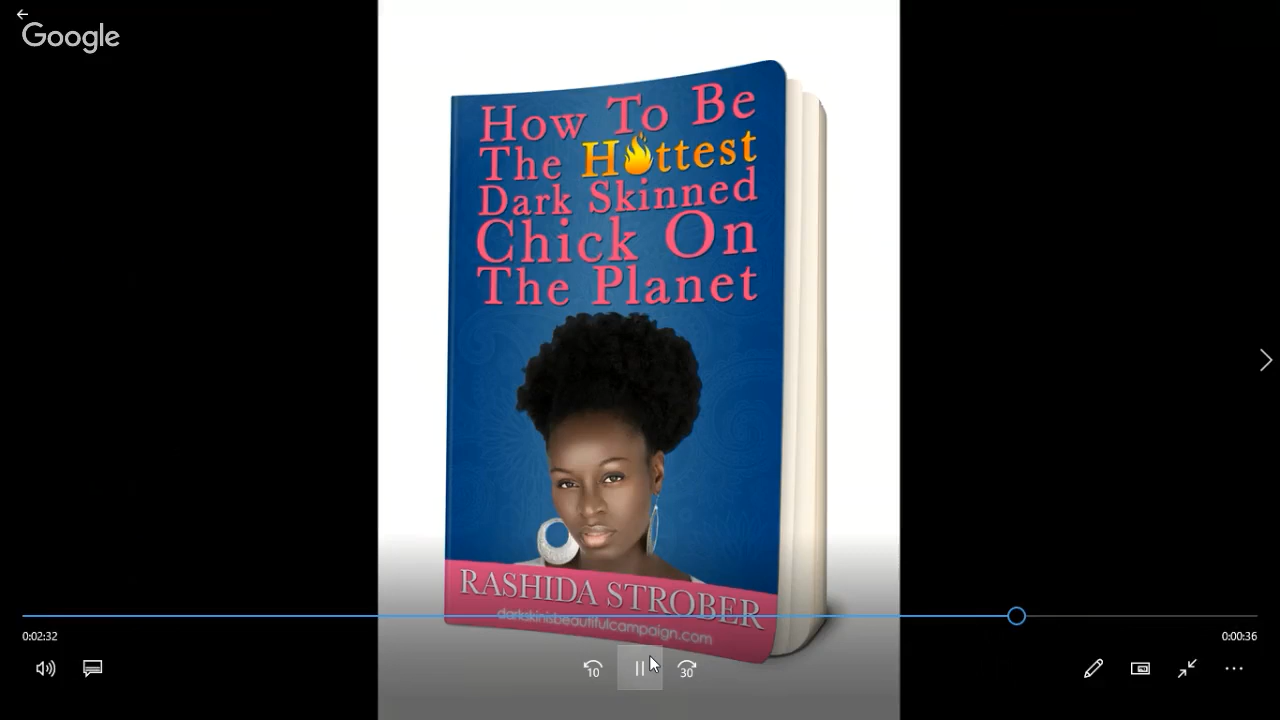 Google
How To Be
The Hottest
Dark Skinned
Chick On
The Planet
RASHIDA STROBER
darkskinisbeautifulcampaign.com
0:02:32
0:00:36
10
30